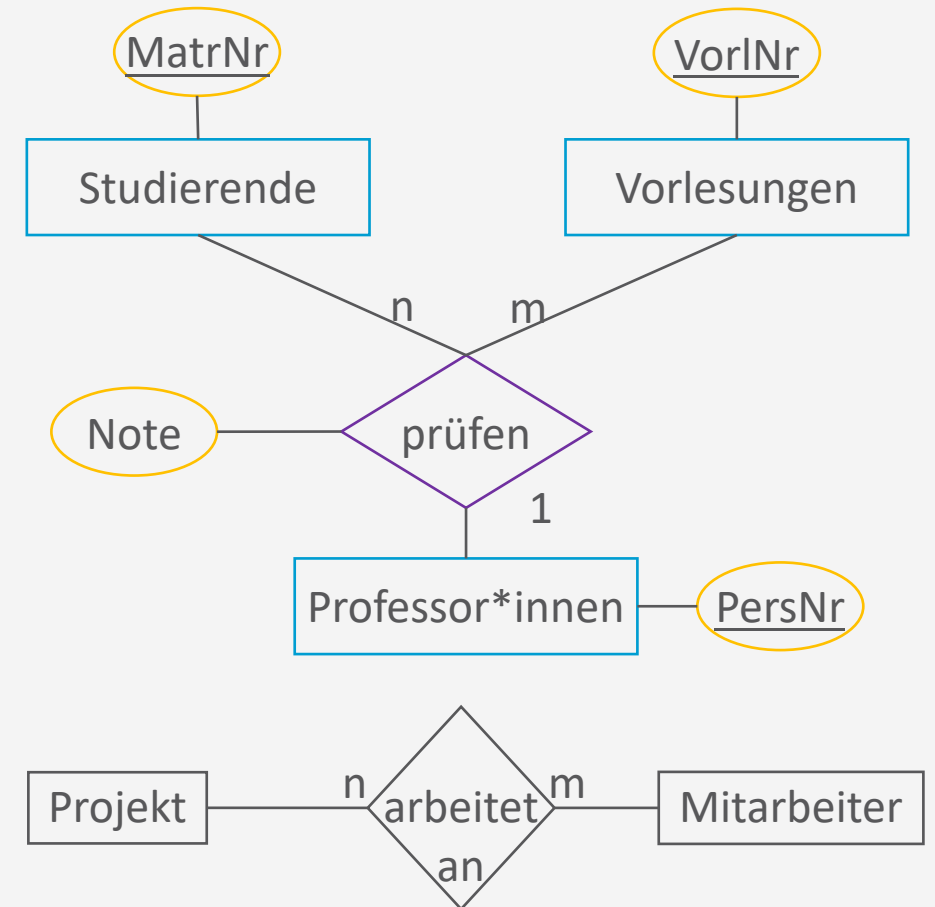 MatrNr
VorlNr
Studierende
Vorlesungen
n
m
Note
prüfen
1
Professor*innen
PersNr
Projekt
n
arbeitet
an
m
Mitarbeiter